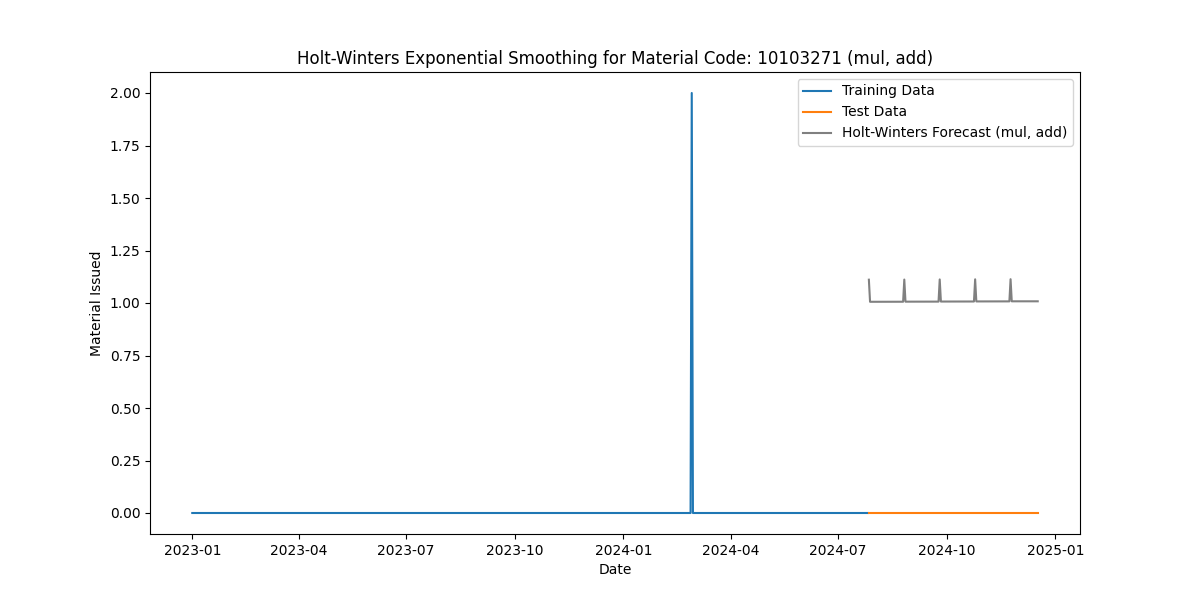 Holt-Winters Exponential Smoothing for Material Code: 10103271 (mul, add)
Training Data
Test Data
Holt-Winters Forecast (mul, add)
Material Issued
2.00
1.75
1.50
1.25
1.00
0.75
0.50
0.25
0.00
2023-01 2023-04 2023-07 2023-10 2024-01 2024-04 2024-07 2024-10 2025-01
Date